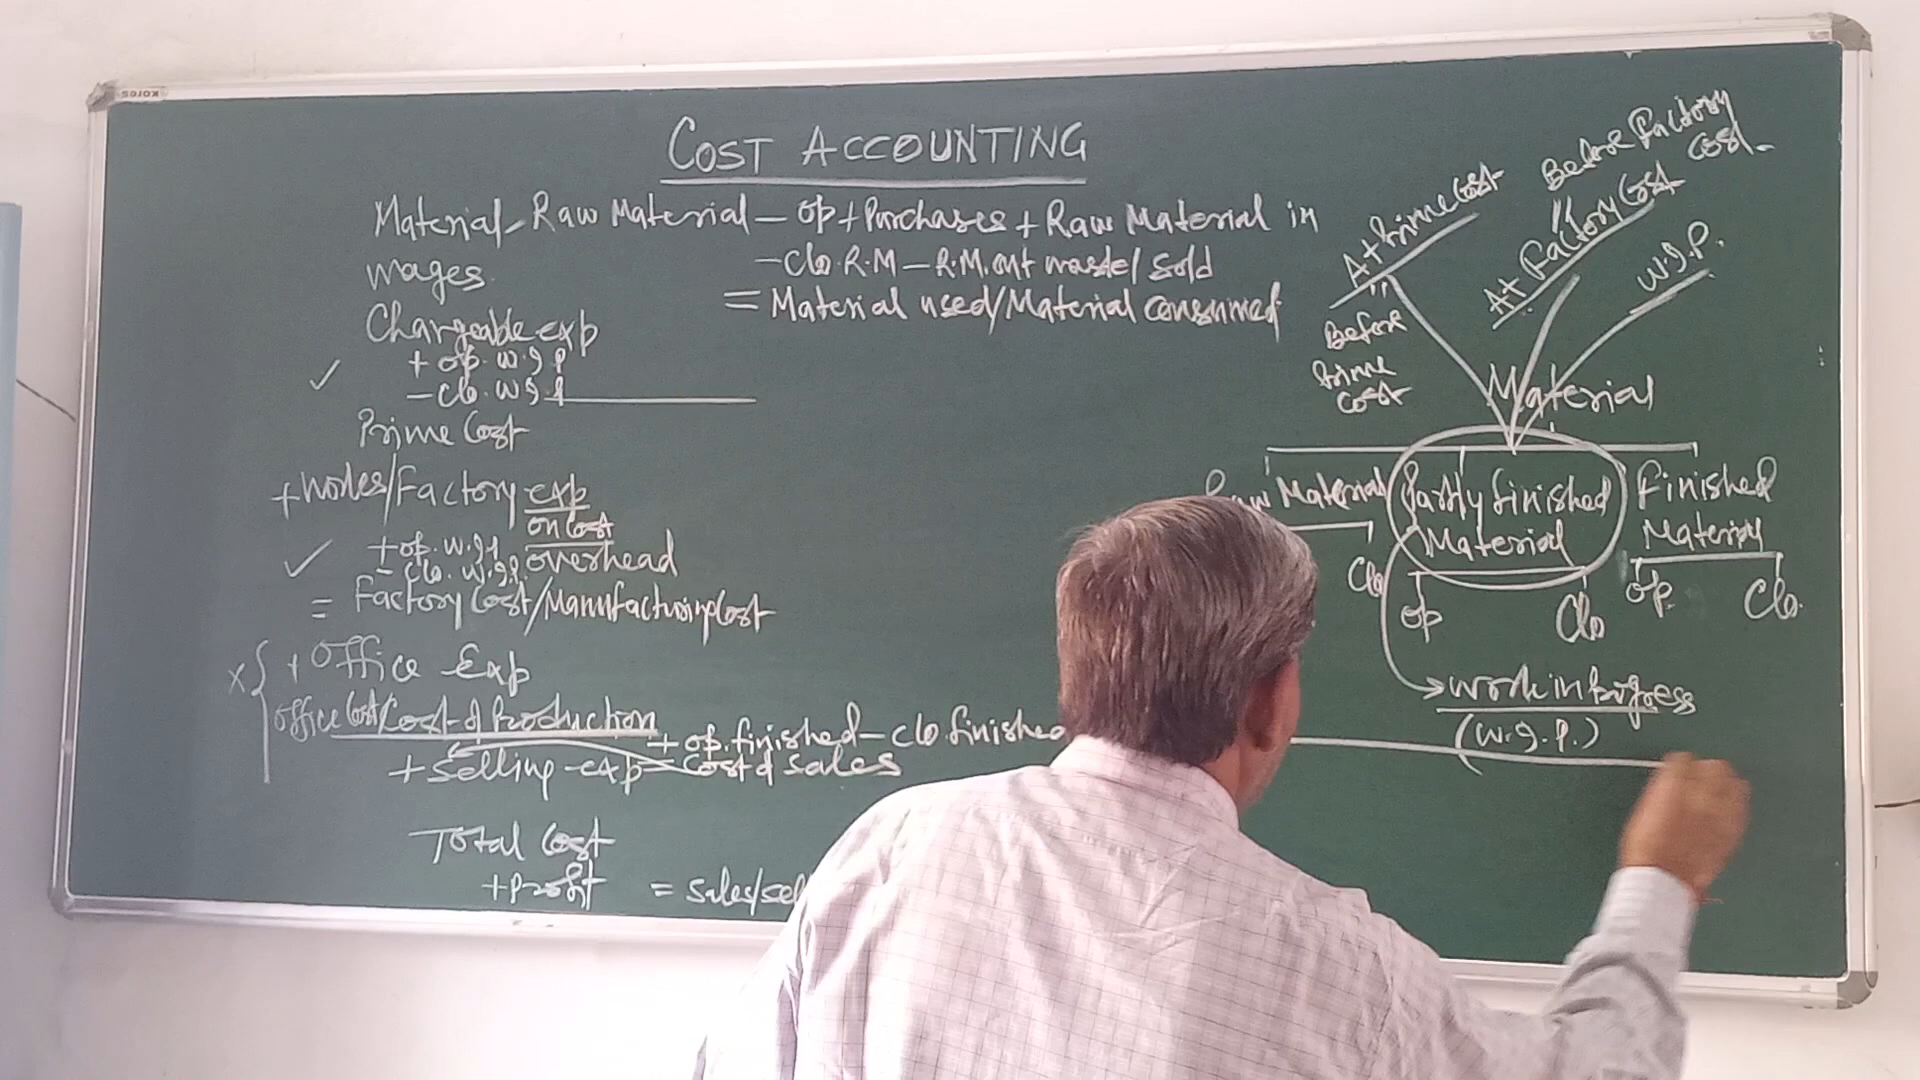 KOLOS
COST ACCOUNTING
Material - Raw Material - op + Purchases + Raw Material in
- Clo R.M - R.M. out waste/ sold
= Material used/Material consumed
wages
Chargeable exp
+ op. w.I.P
- clo. w I.P
Prime Cost
+ Works/Factory exp
on Cost
+ op. w.I.P overhead
- clo. w.I.P.
= Factory Cost/Manufacturing Cost
x { + Office Exp
Office Cost/Cost of Production
+ op. finished - clo finished
+ Selling exp = Cost of Sales
Total Cost
+ Profit = Sales/Sel
At Prime Cost
"
Before
Prime
Cost
Before Factory
Cost
"
At Factory Cost
W.I.P.
Material
Raw Material
Clo
Partly finished
Material
op Clo
Finished
Material
op. Clo.
→ work in Progress
(W.I.P.)